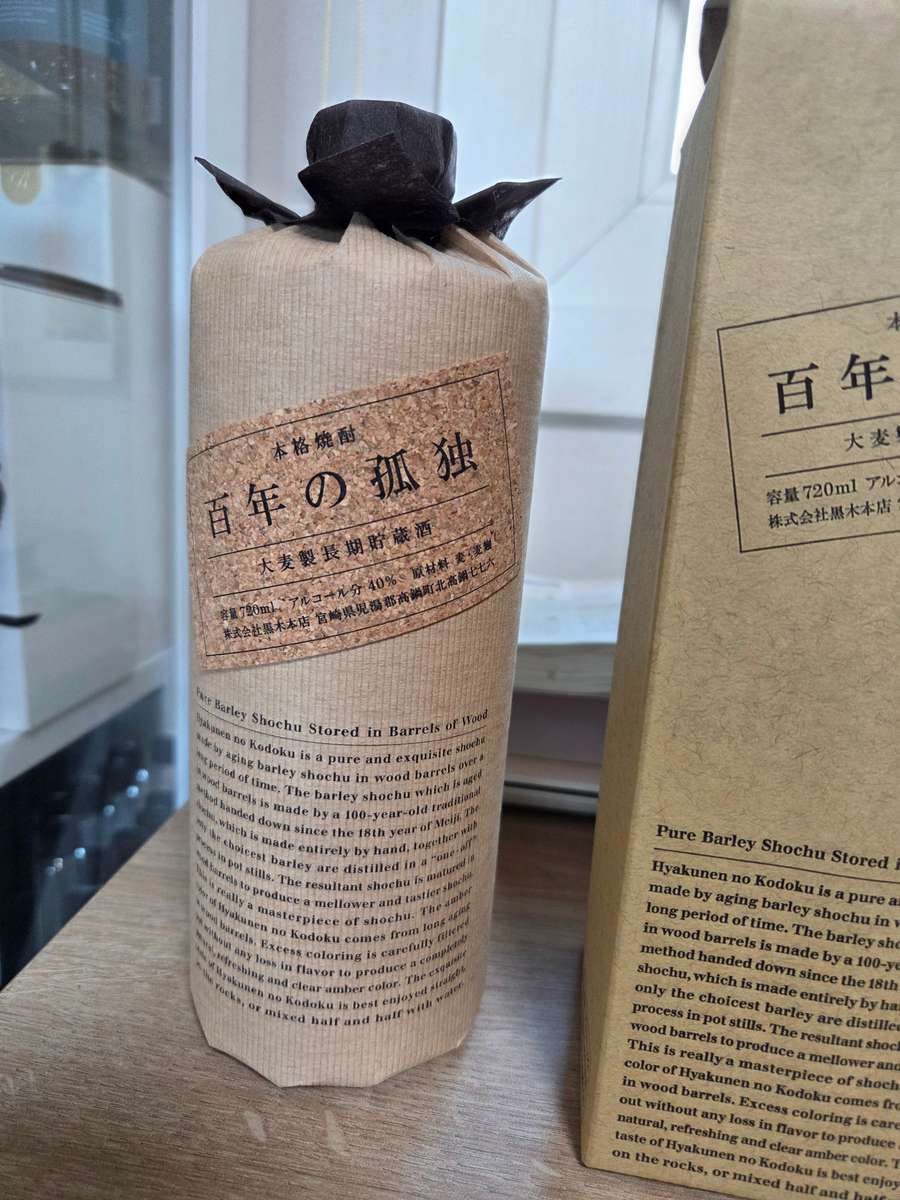 本格焼酎
百年の孤独
大麦製長期貯蔵酒
容量720ml アルコール分40% 原材料 麦・麦麹
株式会社黒木本店 宮崎県児湯郡高鍋町北高鍋七七六
Pure Barley Shochu Stored in Barrels of Wood
Hyakunen no Kodoku is a pure and exquisite shochu
made by aging barley shochu in wood barrels over a
long period of time. The barley shochu which is aged
in wood barrels is made by a 100-year-old traditional
method handed down since the 18th year of Meiji. The
shochu, which is made entirely by hand, together with
only the choicest barley are distilled in a "one-off"
process in pot stills. The resultant shochu is matured in
wood barrels to produce a mellower and tastier shochu.
This is really a masterpiece of shochu. The amber
color of Hyakunen no Kodoku comes from long aging
in wood barrels. Excess coloring is carefully filtered
out without any loss in flavor to produce a completely
natural, refreshing and clear amber color. The exquisite
taste of Hyakunen no Kodoku is best enjoyed straight,
on the rocks, or mixed half and half with water.
本
百年
大麦
容量720ml アルコ
株式会社黒木本店
Pure Barley Shochu Stored i
Hyakunen no Kodoku is a pure a
made by aging barley shochu in w
long period of time. The barley sho
in wood barrels is made by a 100-ye
method handed down since the 18th
shochu, which is made entirely by ha
only the choicest barley are distille
process in pot stills. The resultant shoc
wood barrels to produce a mellower and
This is really a masterpiece of shoch
color of Hyakunen no Kodoku comes fr
in wood barrels. Excess coloring is care
out without any loss in flavor to produce
natural, refreshing and clear amber color. T
taste of Hyakunen no Kodoku is best enjoy
on the rocks, or mixed half and half